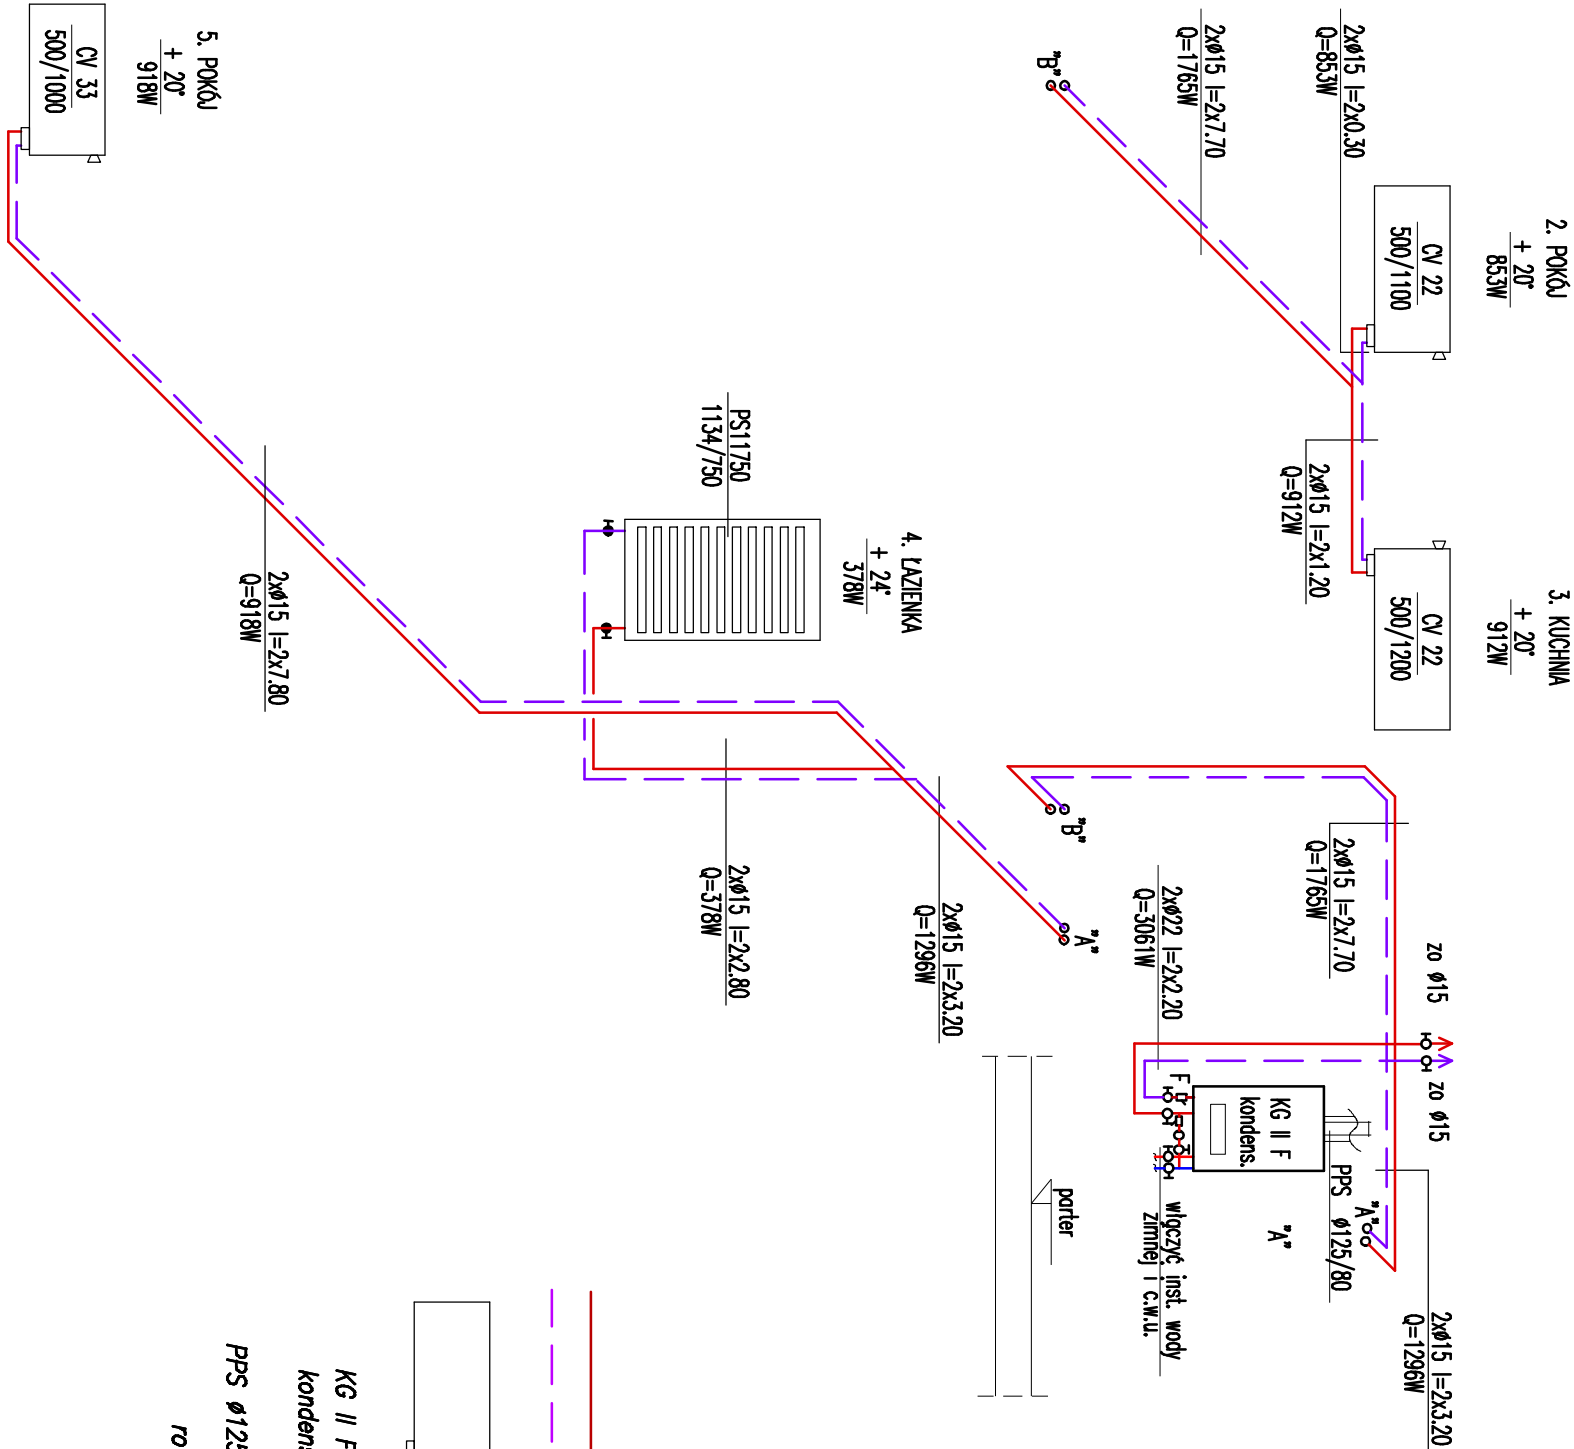 2. POKÓJ
+ 20°
853W
3. KUCHNIA
+ 20°
912W
CV 22
500/1100
CV 22
500/1200
2xø15 l=2x0.30
Q=853W
2xø15 l=2x1.20
Q=912W
2xø15 l=2x7.70
Q=1765W
"B"
zo ø15
zo ø15
2xø15 l=2x3.20
Q=1296W
2xø15 l=2x7.70
Q=1765W
"A"
PPS ø125/80
"A"
KG II F
kondens.
F
2xø22 l=2x2.20
Q=3061W
włączyć inst. wody
zimnej i c.w.u.
"B"
"A"
parter
2xø15 l=2x3.20
Q=1296W
4. ŁAZIENKA
+ 24°
378W
PS11750
1134/750
2xø15 l=2x2.80
Q=378W
2xø15 l=2x7.80
Q=918W
5. POKÓJ
+ 20°
918W
CV 33
500/1000
KG II F
kondens
PPS ø125
ro